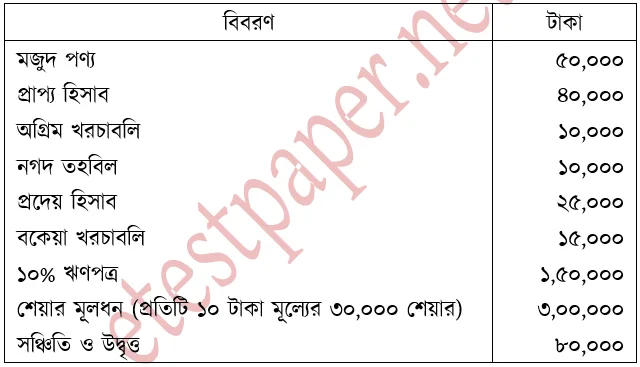 বিবরণ টাকা
মজুদ পণ্য ৫০,০০০
প্রাপ্য হিসাব ৪০,০০০
অগ্রিম খরচাবলি ১০,০০০
নগদ তহবিল ১০,০০০
প্রদেয় হিসাব ২৫,০০০
বকেয়া খরচাবলি ১৫,০০০
১০% ঋণপত্র ১,৫০,০০০
শেয়ার মূলধন (প্রতিটি ১০ টাকা মূল্যের ৩০,০০০ শেয়ার) ৩,০০,০০০
সঞ্চিতি ও উদ্বৃত্ত ৮০,০০০
etestpaper.net